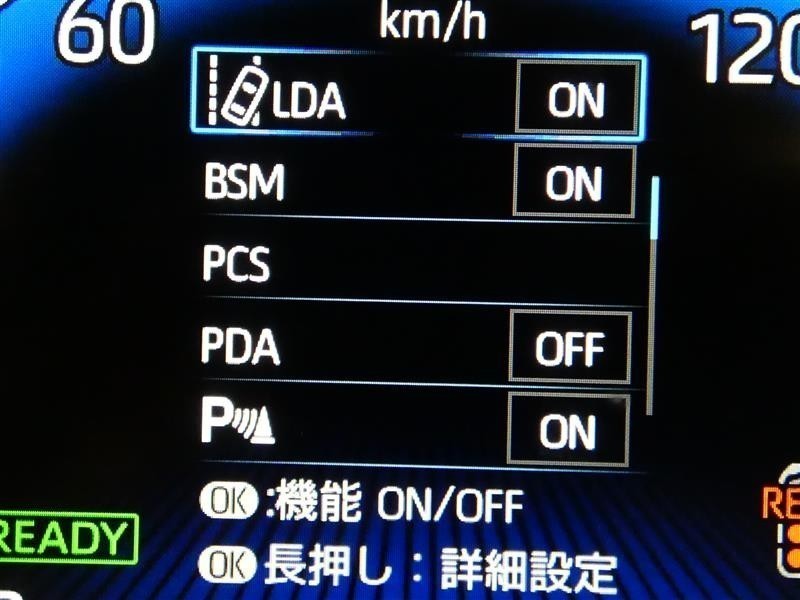 60 km/h 120
LDA ON
BSM ON
PCS
PDA OFF
P ON
OK :機能 ON/OFF
READY
OK 長押し：詳細設定